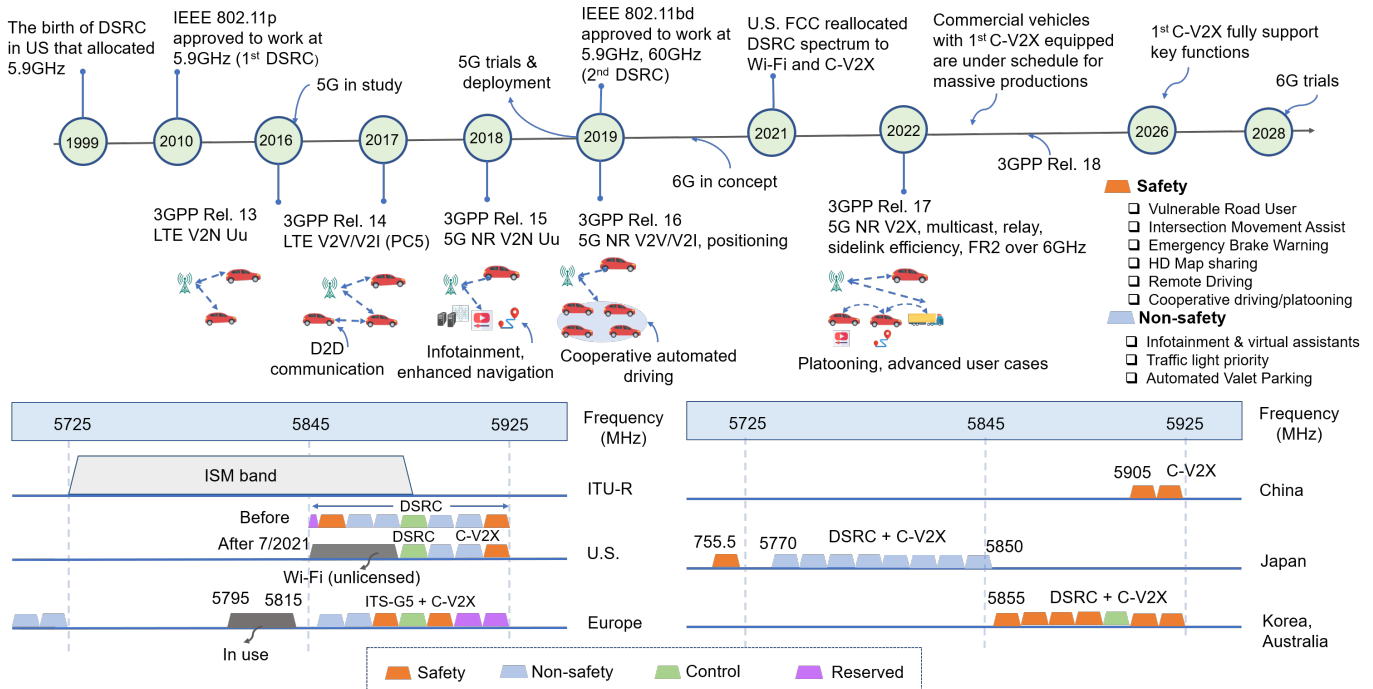 The birth of DSRC
in US that allocated
5.9GHz
IEEE 802.11p
approved to work at
5.9GHz (1st DSRC)
5G in study
5G trials &
deployment
IEEE 802.11bd
approved to work at
5.9GHz, 60GHz
(2nd DSRC)
U.S. FCC reallocated
DSRC spectrum to
Wi-Fi and C-V2X
Commercial vehicles
with 1st C-V2X equipped
are under schedule for
massive productions
1st C-V2X fully support
key functions
6G trials
1999
2010
2016
2017
2018
2019
2021
2022
2026
2028
6G in concept
3GPP Rel. 18
3GPP Rel. 13
LTE V2N Uu
3GPP Rel. 14
LTE V2V/V2I (PC5)
3GPP Rel. 15
5G NR V2N Uu
3GPP Rel. 16
5G NR V2V/V2I, positioning
3GPP Rel. 17
5G NR V2X, multicast, relay,
sidelink efficiency, FR2 over 6GHz
D2D
communication
Infotainment,
enhanced navigation
Cooperative automated
driving
Platooning, advanced user cases
Safety
Vulnerable Road User
Intersection Movement Assist
Emergency Brake Warning
HD Map sharing
Remote Driving
Cooperative driving/platooning
Non-safety
Infotainment & virtual assistants
Traffic light priority
Automated Valet Parking
5725
5845
5925
Frequency
(MHz)
ISM band
ITU-R
DSRC
Before
After 7/2021
DSRC
C-V2X
U.S.
Wi-Fi (unlicensed)
5795
5815
ITS-G5 + C-V2X
Europe
In use
5725
5845
5925
Frequency
(MHz)
5905
C-V2X
China
755.5
5770
DSRC + C-V2X
5850
Japan
5855
DSRC + C-V2X
Korea,
Australia
Safety
Non-safety
Control
Reserved